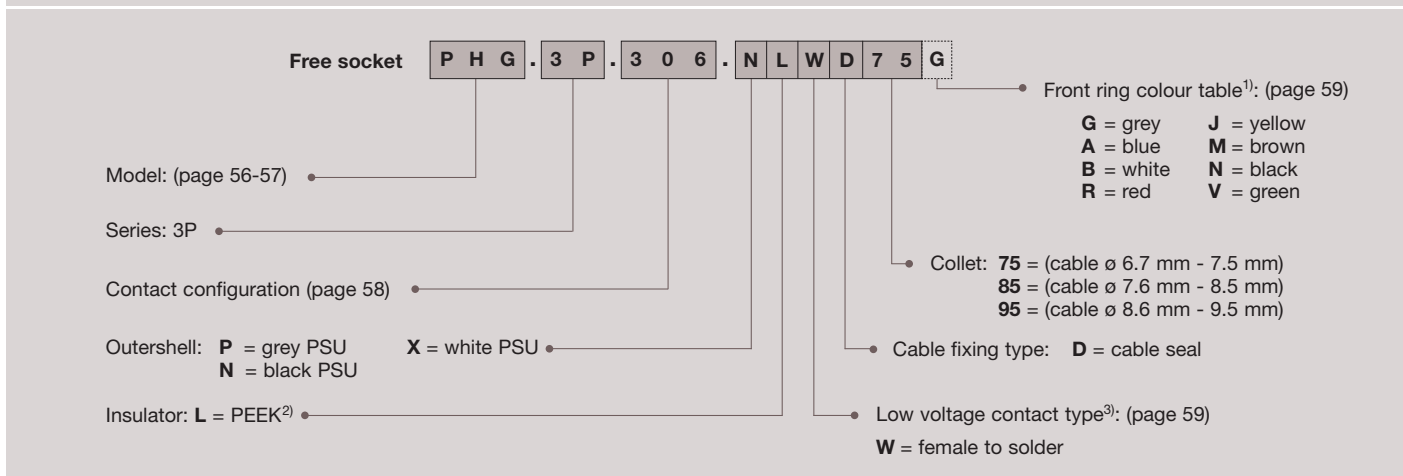 Free socket P H G . 3 P . 3 0 6 . N L W D 7 5 G
Front ring colour table1): (page 59)
G = grey J = yellow
A = blue M = brown
B = white N = black
R = red V = green
Model: (page 56-57)
Series: 3P
Collet: 75 = (cable ø 6.7 mm - 7.5 mm)
85 = (cable ø 7.6 mm - 8.5 mm)
95 = (cable ø 8.6 mm - 9.5 mm)
Contact configuration (page 58)
Outershell: P = grey PSU X = white PSU
N = black PSU
Cable fixing type: D = cable seal
Insulator: L = PEEK2)
Low voltage contact type3): (page 59)
W = female to solder